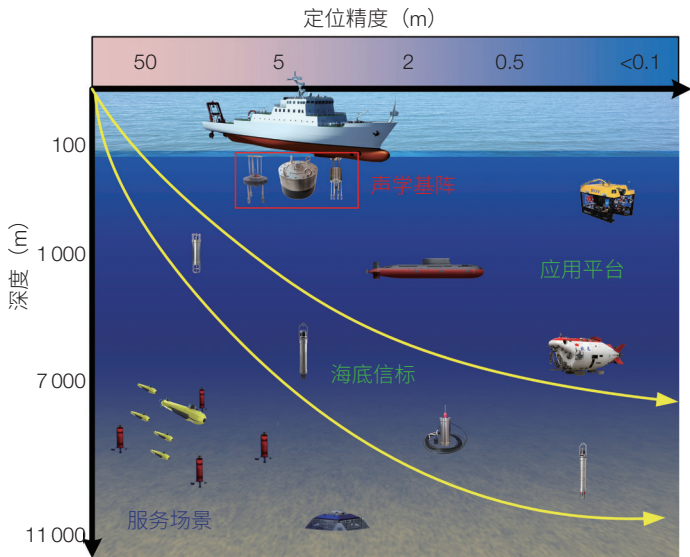 定位精度（m）
50 5 2 0.5 <0.1
100
声学基阵
1 000
应用平台
深度（m）
海底信标
7 000
服务场景
11 000